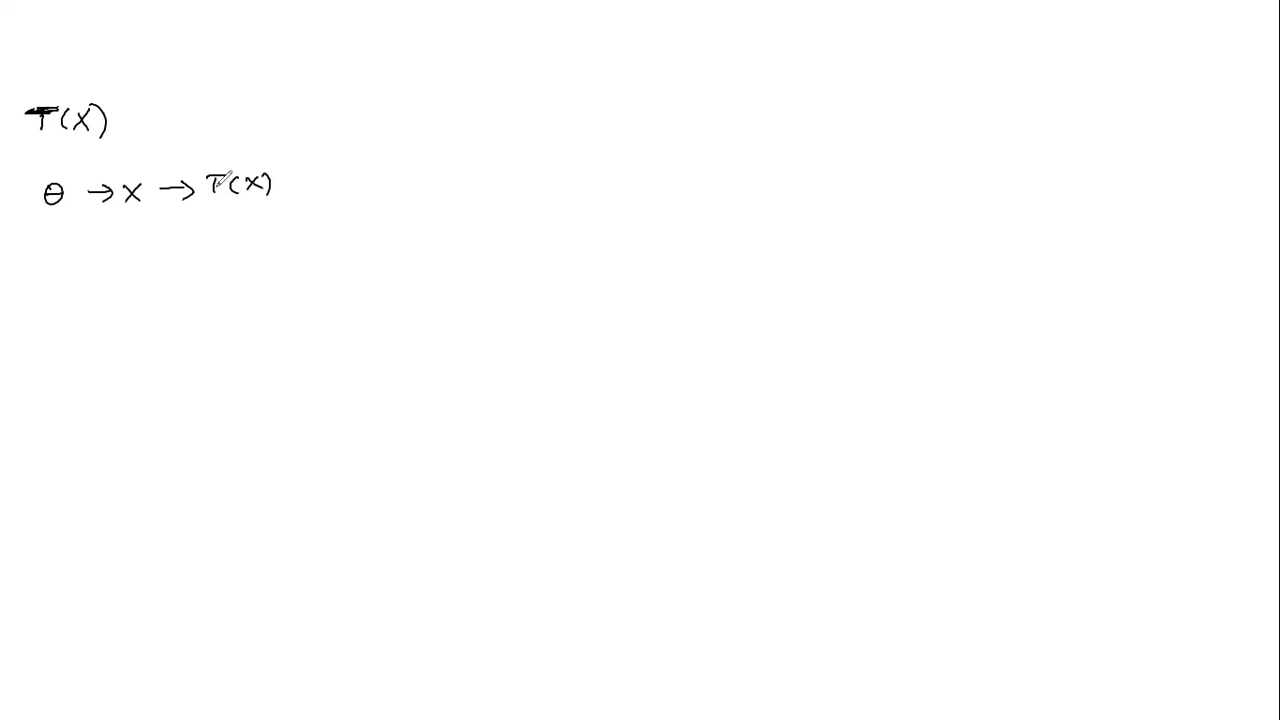 T(X)
θ → X → T(X)